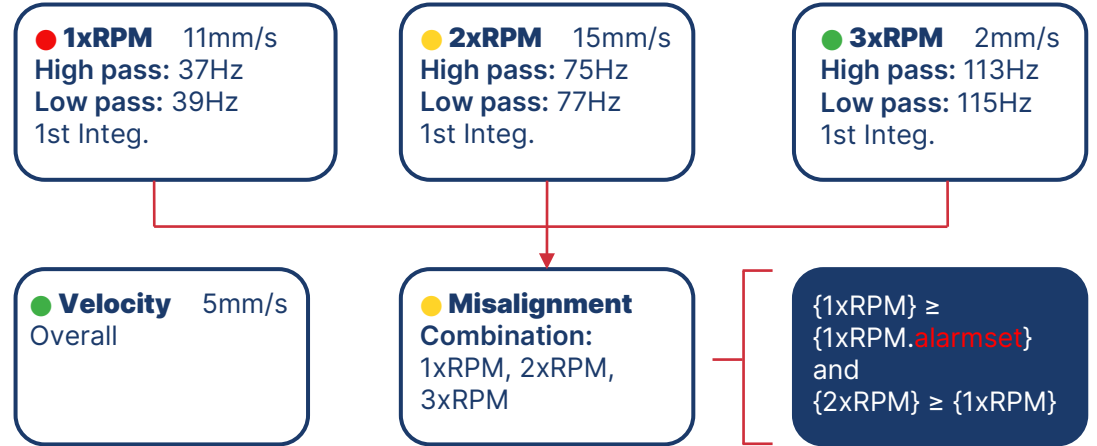 1xRPM 11mm/s
High pass: 37Hz
Low pass: 39Hz
1st Integ.
2xRPM 15mm/s
High pass: 75Hz
Low pass: 77Hz
1st Integ.
3xRPM 2mm/s
High pass: 113Hz
Low pass: 115Hz
1st Integ.
Velocity 5mm/s
Overall
Misalignment
Combination:
1xRPM, 2xRPM,
3xRPM
{1xRPM} ≥
{1xRPM.alarmset}
and
{2xRPM} ≥ {1xRPM}